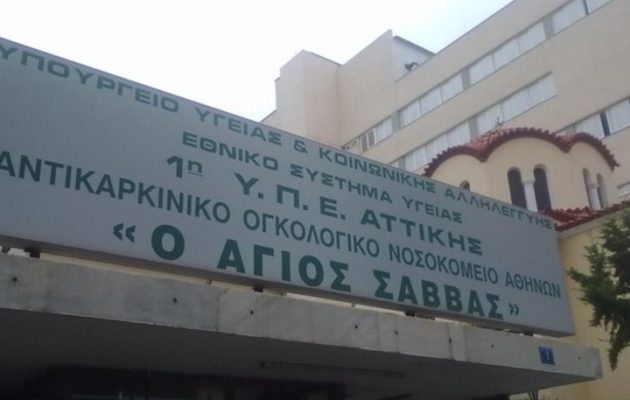 ΥΠΟΥΡΓΕΙΟ ΥΓΕΙΑΣ & ΚΟΙΝΩΝΙΚΗΣ ΑΛΛΗΛΕΓΓΥΗΣ
ΕΘΝΙΚΟ ΣΥΣΤΗΜΑ ΥΓΕΙΑΣ
1η Υ.Π.Ε. ΑΤΤΙΚΗΣ
ΑΝΤΙΚΑΡΚΙΝΙΚΟ ΟΓΚΟΛΟΓΙΚΟ ΝΟΣΟΚΟΜΕΙΟ ΑΘΗΝΩΝ
«Ο ΑΓΙΟΣ ΣΑΒΒΑΣ»